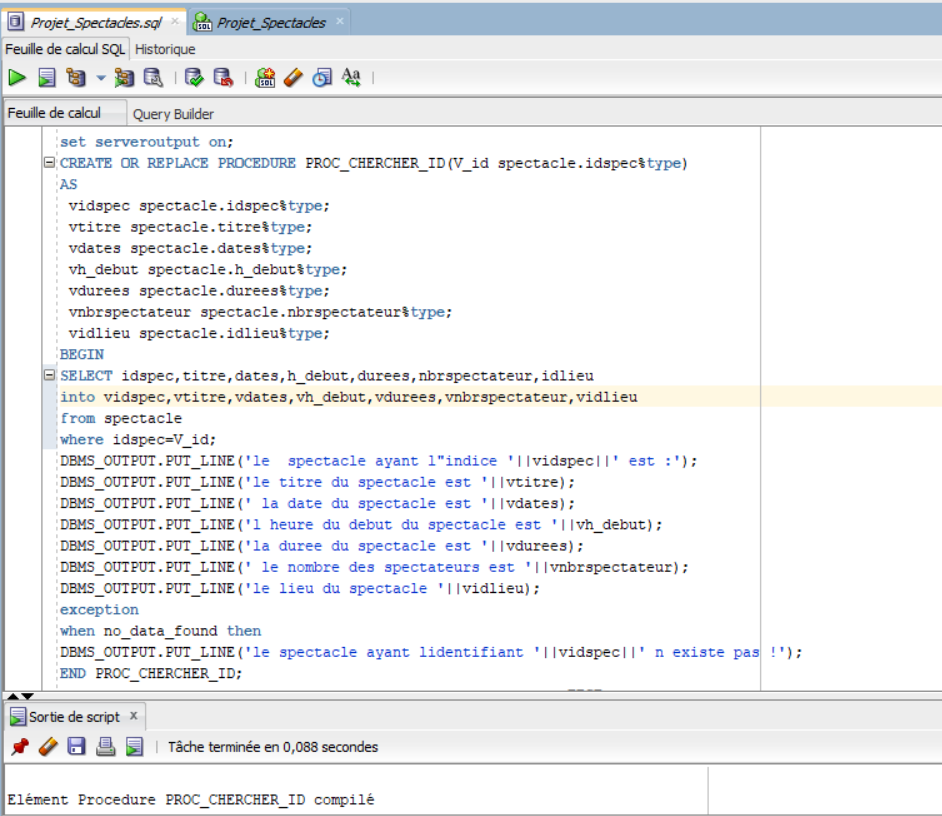 Projet_Spectacles.sql × Projet_Spectacles ×
Feuille de calcul SQL Historique
Feuille de calcul Query Builder
set serveroutput on;
CREATE OR REPLACE PROCEDURE PROC_CHERCHER_ID(V_id spectacle.idspec%type)
AS
vidspec spectacle.idspec%type;
vtitre spectacle.titre%type;
vdates spectacle.dates%type;
vh_debut spectacle.h_debut%type;
vdurees spectacle.durees%type;
vnbrspectateur spectacle.nbrspectateur%type;
vidlieu spectacle.idlieu%type;
BEGIN
SELECT idspec,titre,dates,h_debut,durees,nbrspectateur,idlieu
into vidspec,vtitre,vdates,vh_debut,vdurees,vnbrspectateur,vidlieu
from spectacle
where idspec=V_id;
DBMS_OUTPUT.PUT_LINE('le  spectacle ayant l"indice '||vidspec||' est :');
DBMS_OUTPUT.PUT_LINE('le titre du spectacle est '||vtitre);
DBMS_OUTPUT.PUT_LINE(' la date du spectacle est '||vdates);
DBMS_OUTPUT.PUT_LINE('l heure du debut du spectacle est '||vh_debut);
DBMS_OUTPUT.PUT_LINE('la duree du spectacle est '||vdurees);
DBMS_OUTPUT.PUT_LINE(' le nombre des spectateurs est '||vnbrspectateur);
DBMS_OUTPUT.PUT_LINE('le lieu du spectacle '||vidlieu);
exception
when no_data_found then
DBMS_OUTPUT.PUT_LINE('le spectacle ayant lidentifiant '||vidspec||' n existe pas !');
END PROC_CHERCHER_ID;
Sortie de script ×
Tâche terminée en 0,088 secondes
Elément Procedure PROC_CHERCHER_ID compilé